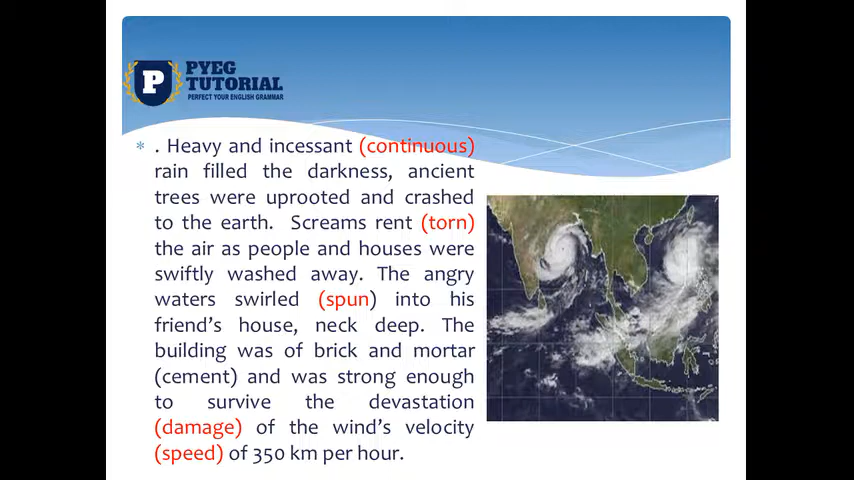 P
PYEG
TUTORIAL
PERFECT YOUR ENGLISH GRAMMAR
* . Heavy and incessant (continuous)
rain filled the darkness, ancient
trees were uprooted and crashed
to the earth. Screams rent (torn)
the air as people and houses were
swiftly washed away. The angry
waters swirled (spun) into his
friend's house, neck deep. The
building was of brick and mortar
(cement) and was strong enough
to survive the devastation
(damage) of the wind's velocity
(speed) of 350 km per hour.